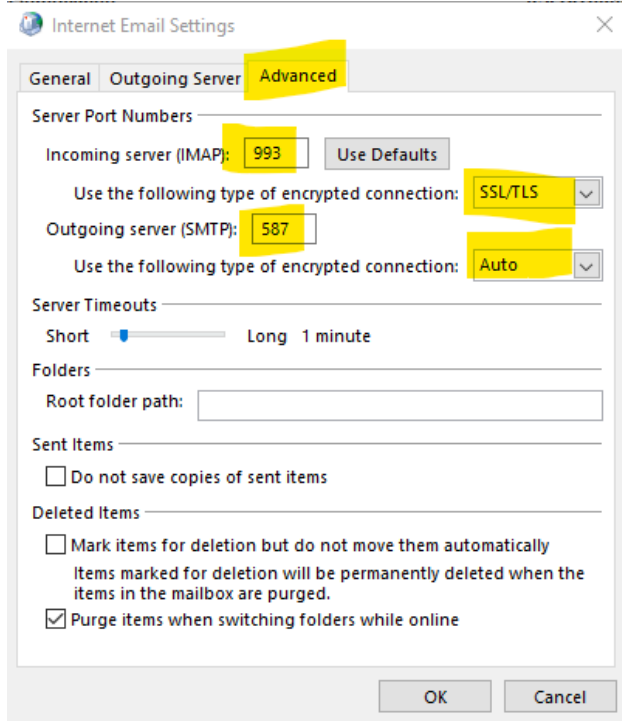 Internet Email Settings
General Outgoing Server Advanced
Server Port Numbers
Incoming server (IMAP): 993 Use Defaults
Use the following type of encrypted connection: SSL/TLS
Outgoing server (SMTP): 587
Use the following type of encrypted connection: Auto
Server Timeouts
Short Long 1 minute
Folders
Root folder path:
Sent Items
Do not save copies of sent items
Deleted Items
Mark items for deletion but do not move them automatically
Items marked for deletion will be permanently deleted when the
items in the mailbox are purged.
Purge items when switching folders while online
OK Cancel